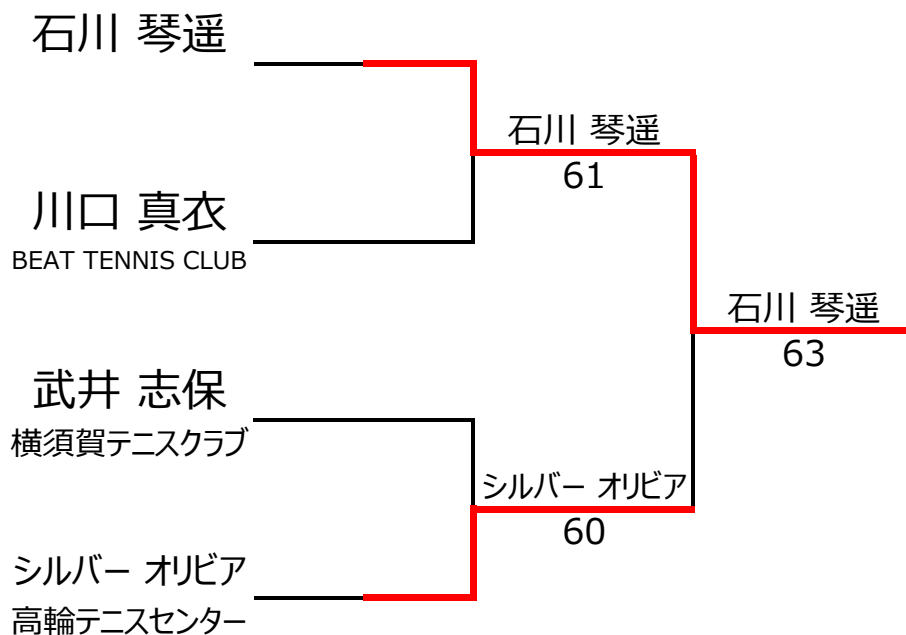 石川 琴遥
川口 真衣
BEAT TENNIS CLUB
武井 志保
横須賀テニスクラブ
シルバー オリビア
高輪テニスセンター
石川 琴遥
61
シルバー オリビア
60
石川 琴遥
63